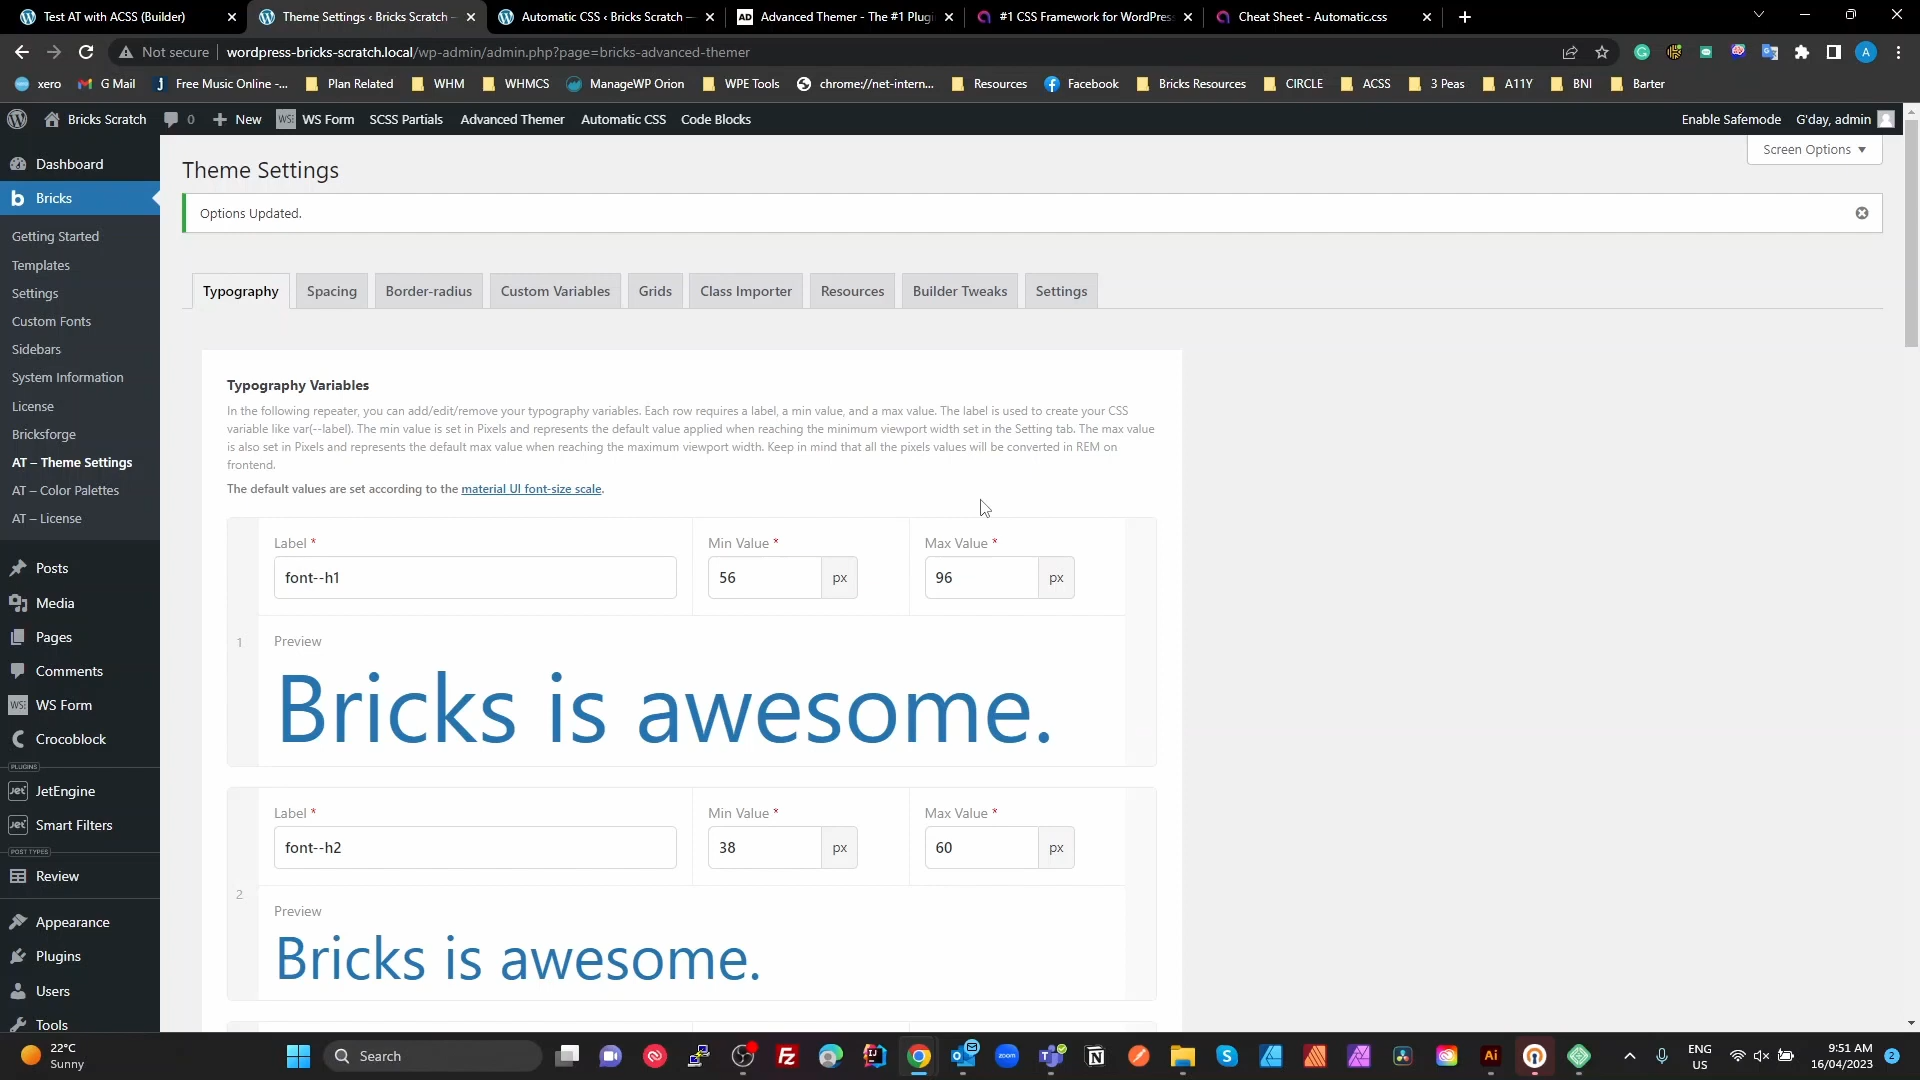 Test AT with ACSS (Builder)
Theme Settings ‹ Bricks Scratch —
Automatic CSS ‹ Bricks Scratch —
AD Advanced Themer - The #1 Plugi
#1 CSS Framework for WordPres
Cheat Sheet - Automatic.css
Not secure wordpress-bricks-scratch.local/wp-admin/admin.php?page=bricks-advanced-themer
A
xero
G Mail
Free Music Online -...
Plan Related
WHM
WHMCS
ManageWP Orion
WPE Tools
chrome://net-intern...
Resources
Facebook
Bricks Resources
CIRCLE
ACSS
3 Peas
A11Y
BNI
Barter
Bricks Scratch
0
New
WS Form
SCSS Partials
Advanced Themer
Automatic CSS
Code Blocks
Enable Safemode
G'day, admin
Dashboard
Bricks
Getting Started
Templates
Settings
Custom Fonts
Sidebars
System Information
License
Bricksforge
AT – Theme Settings
AT – Color Palettes
AT – License
Posts
Media
Pages
Comments
WS Form
Crocoblock
PLUGINS
JetEngine
Smart Filters
POST TYPES
Review
Appearance
Plugins
Users
Tools
Screen Options
Theme Settings
Options Updated.
Typography
Spacing
Border-radius
Custom Variables
Grids
Class Importer
Resources
Builder Tweaks
Settings
Typography Variables
In the following repeater, you can add/edit/remove your typography variables. Each row requires a label, a min value, and a max value. The label is used to create your CSS
variable like var(--label). The min value is set in Pixels and represents the default value applied when reaching the minimum viewport width set in the Setting tab. The max value
is also set in Pixels and represents the default max value when reaching the maximum viewport width. Keep in mind that all the pixels values will be converted in REM on
frontend.
The default values are set according to the material UI font-size scale.
Label *
Min Value *
Max Value *
font--h1
56 px
96 px
1
Preview
Bricks is awesome.
Label *
Min Value *
Max Value *
font--h2
38 px
60 px
2
Preview
Bricks is awesome.
22°C
Sunny
Search
zoom
Ai
ENG
US
9:51 AM
16/04/2023
2